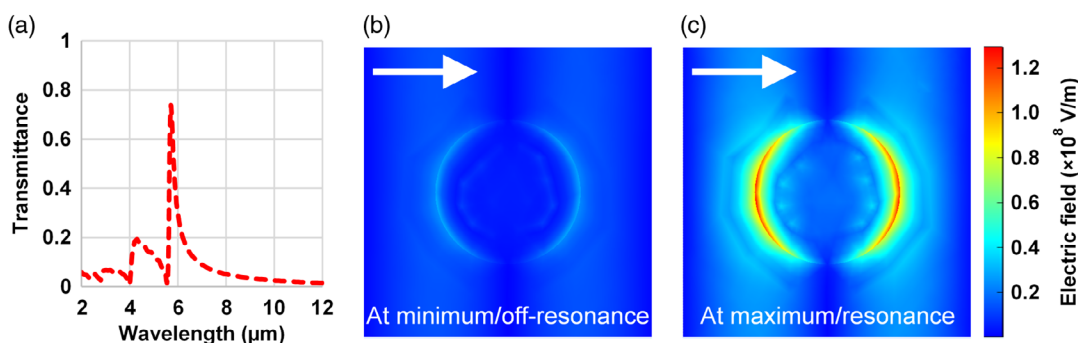 (a)
1
0.8
0.6
0.4
0.2
0
Transmittance
2 4 6 8 10 12
Wavelength (µm)
(b)
At minimum/off-resonance
(c)
At maximum/resonance
1.2
1.0
0.8
0.6
0.4
0.2
Electric field (×10⁸ V/m)